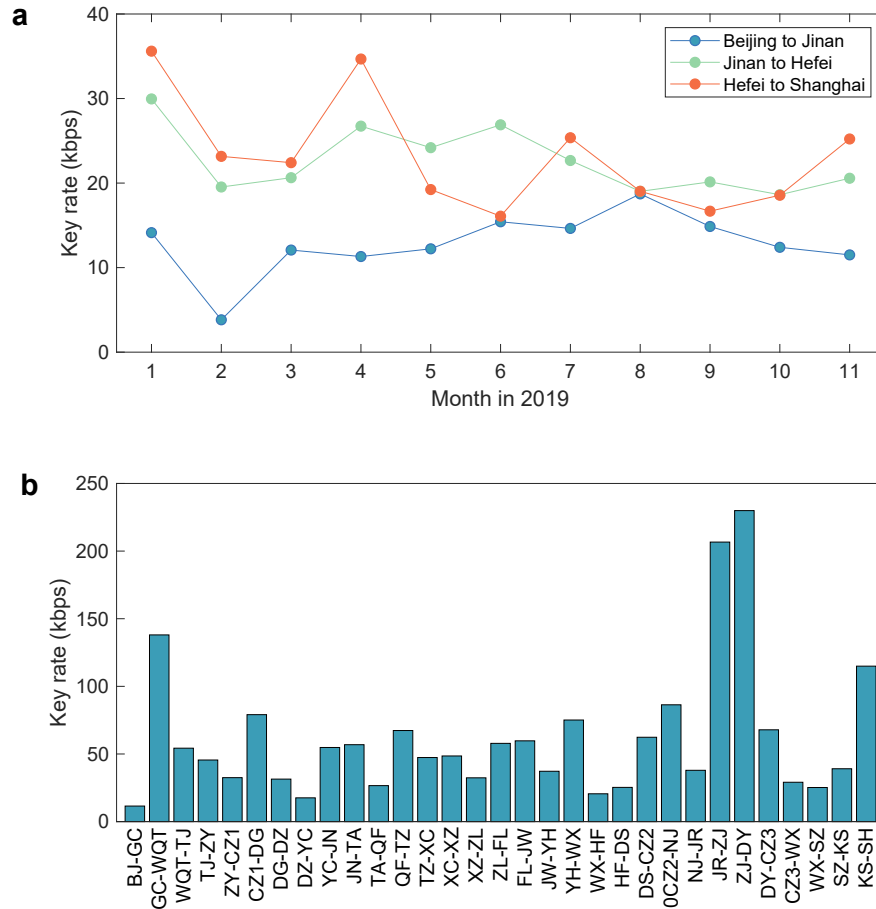 a
40
30
20
10
0
Key rate (kbps)
Beijing to Jinan
Jinan to Hefei
Hefei to Shanghai
1 2 3 4 5 6 7 8 9 10 11
Month in 2019
b
250
200
150
100
50
0
Key rate (kbps)
BJ-GC
GC-WQT
WQT-TJ
TJ-ZY
ZY-CZ1
CZ1-DG
DG-DZ
DZ-YC
YC-JN
JN-TA
TA-QF
QF-TZ
TZ-XC
XC-XZ
XZ-ZL
ZL-FL
FL-JW
JW-YH
YH-WX
WX-HF
HF-DS
DS-CZ2
0CZ2-NJ
NJ-JR
JR-ZJ
ZJ-DY
DY-CZ3
CZ3-WX
WX-SZ
SZ-KS
KS-SH